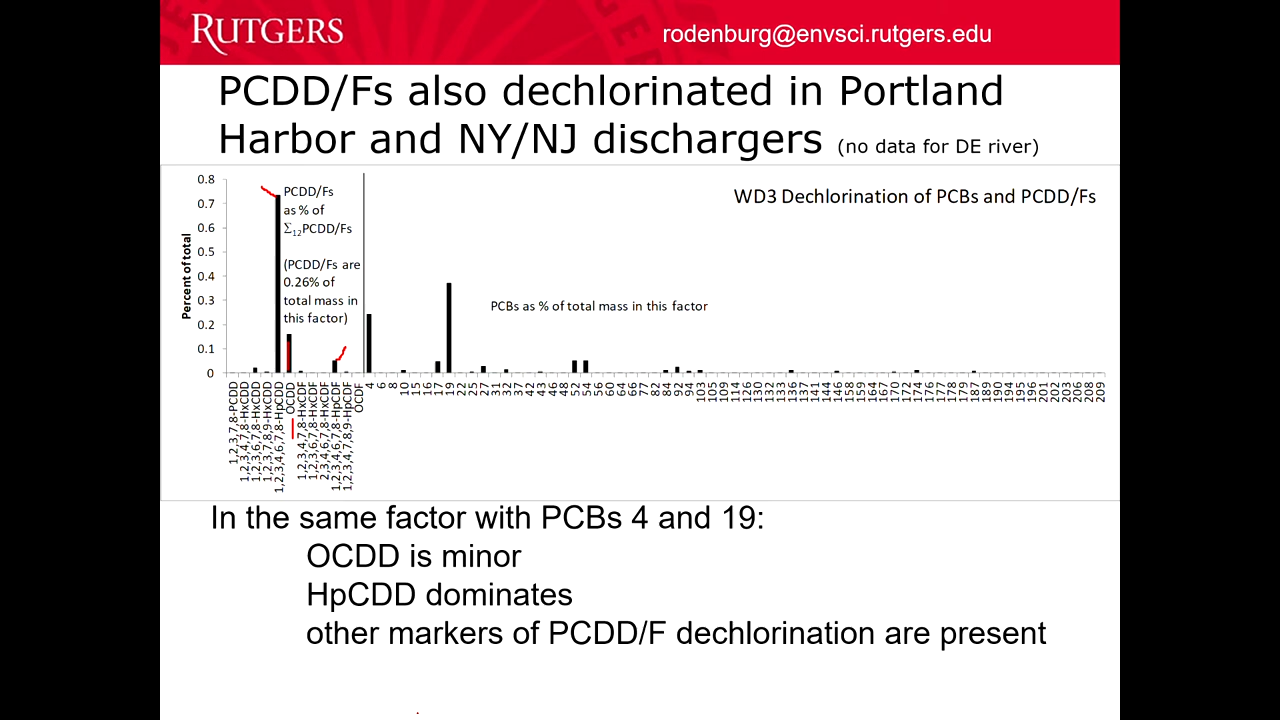 RUTGERS
rodenburg@envsci.rutgers.edu
PCDD/Fs also dechlorinated in Portland
Harbor and NY/NJ dischargers (no data for DE river)
WD3 Dechlorination of PCBs and PCDD/Fs
Percent of total
0.8
0.7
0.6
0.5
0.4
0.3
0.2
0.1
0
PCDD/Fs
as % of
Σ12PCDD/Fs
(PCDD/Fs are
0.26% of
total mass in
this factor)
PCBs as % of total mass in this factor
1,2,3,7,8-PCDD
1,2,3,4,7,8-HxCDD
1,2,3,6,7,8-HxCDD
1,2,3,7,8,9-HxCDD
1,2,3,4,6,7,8-HpCDD
OCDD
1,2,3,4,7,8-HxCDF
1,2,3,6,7,8-HxCDF
2,3,4,6,7,8-HxCDF
1,2,3,4,6,7,8-HpCDF
1,2,3,4,7,8,9-HpCDF
OCDF
4
6
8
10
15
16
17
19
22
25
27
31
32
37
42
43
46
48
52
54
56
60
64
66
77
82
84
92
94
103
105
109
114
126
130
132
133
136
137
141
144
146
158
159
164
167
170
172
174
176
177
178
179
187
189
190
194
195
196
201
202
203
206
208
209
In the same factor with PCBs 4 and 19:
OCDD is minor
HpCDD dominates
other markers of PCDD/F dechlorination are present